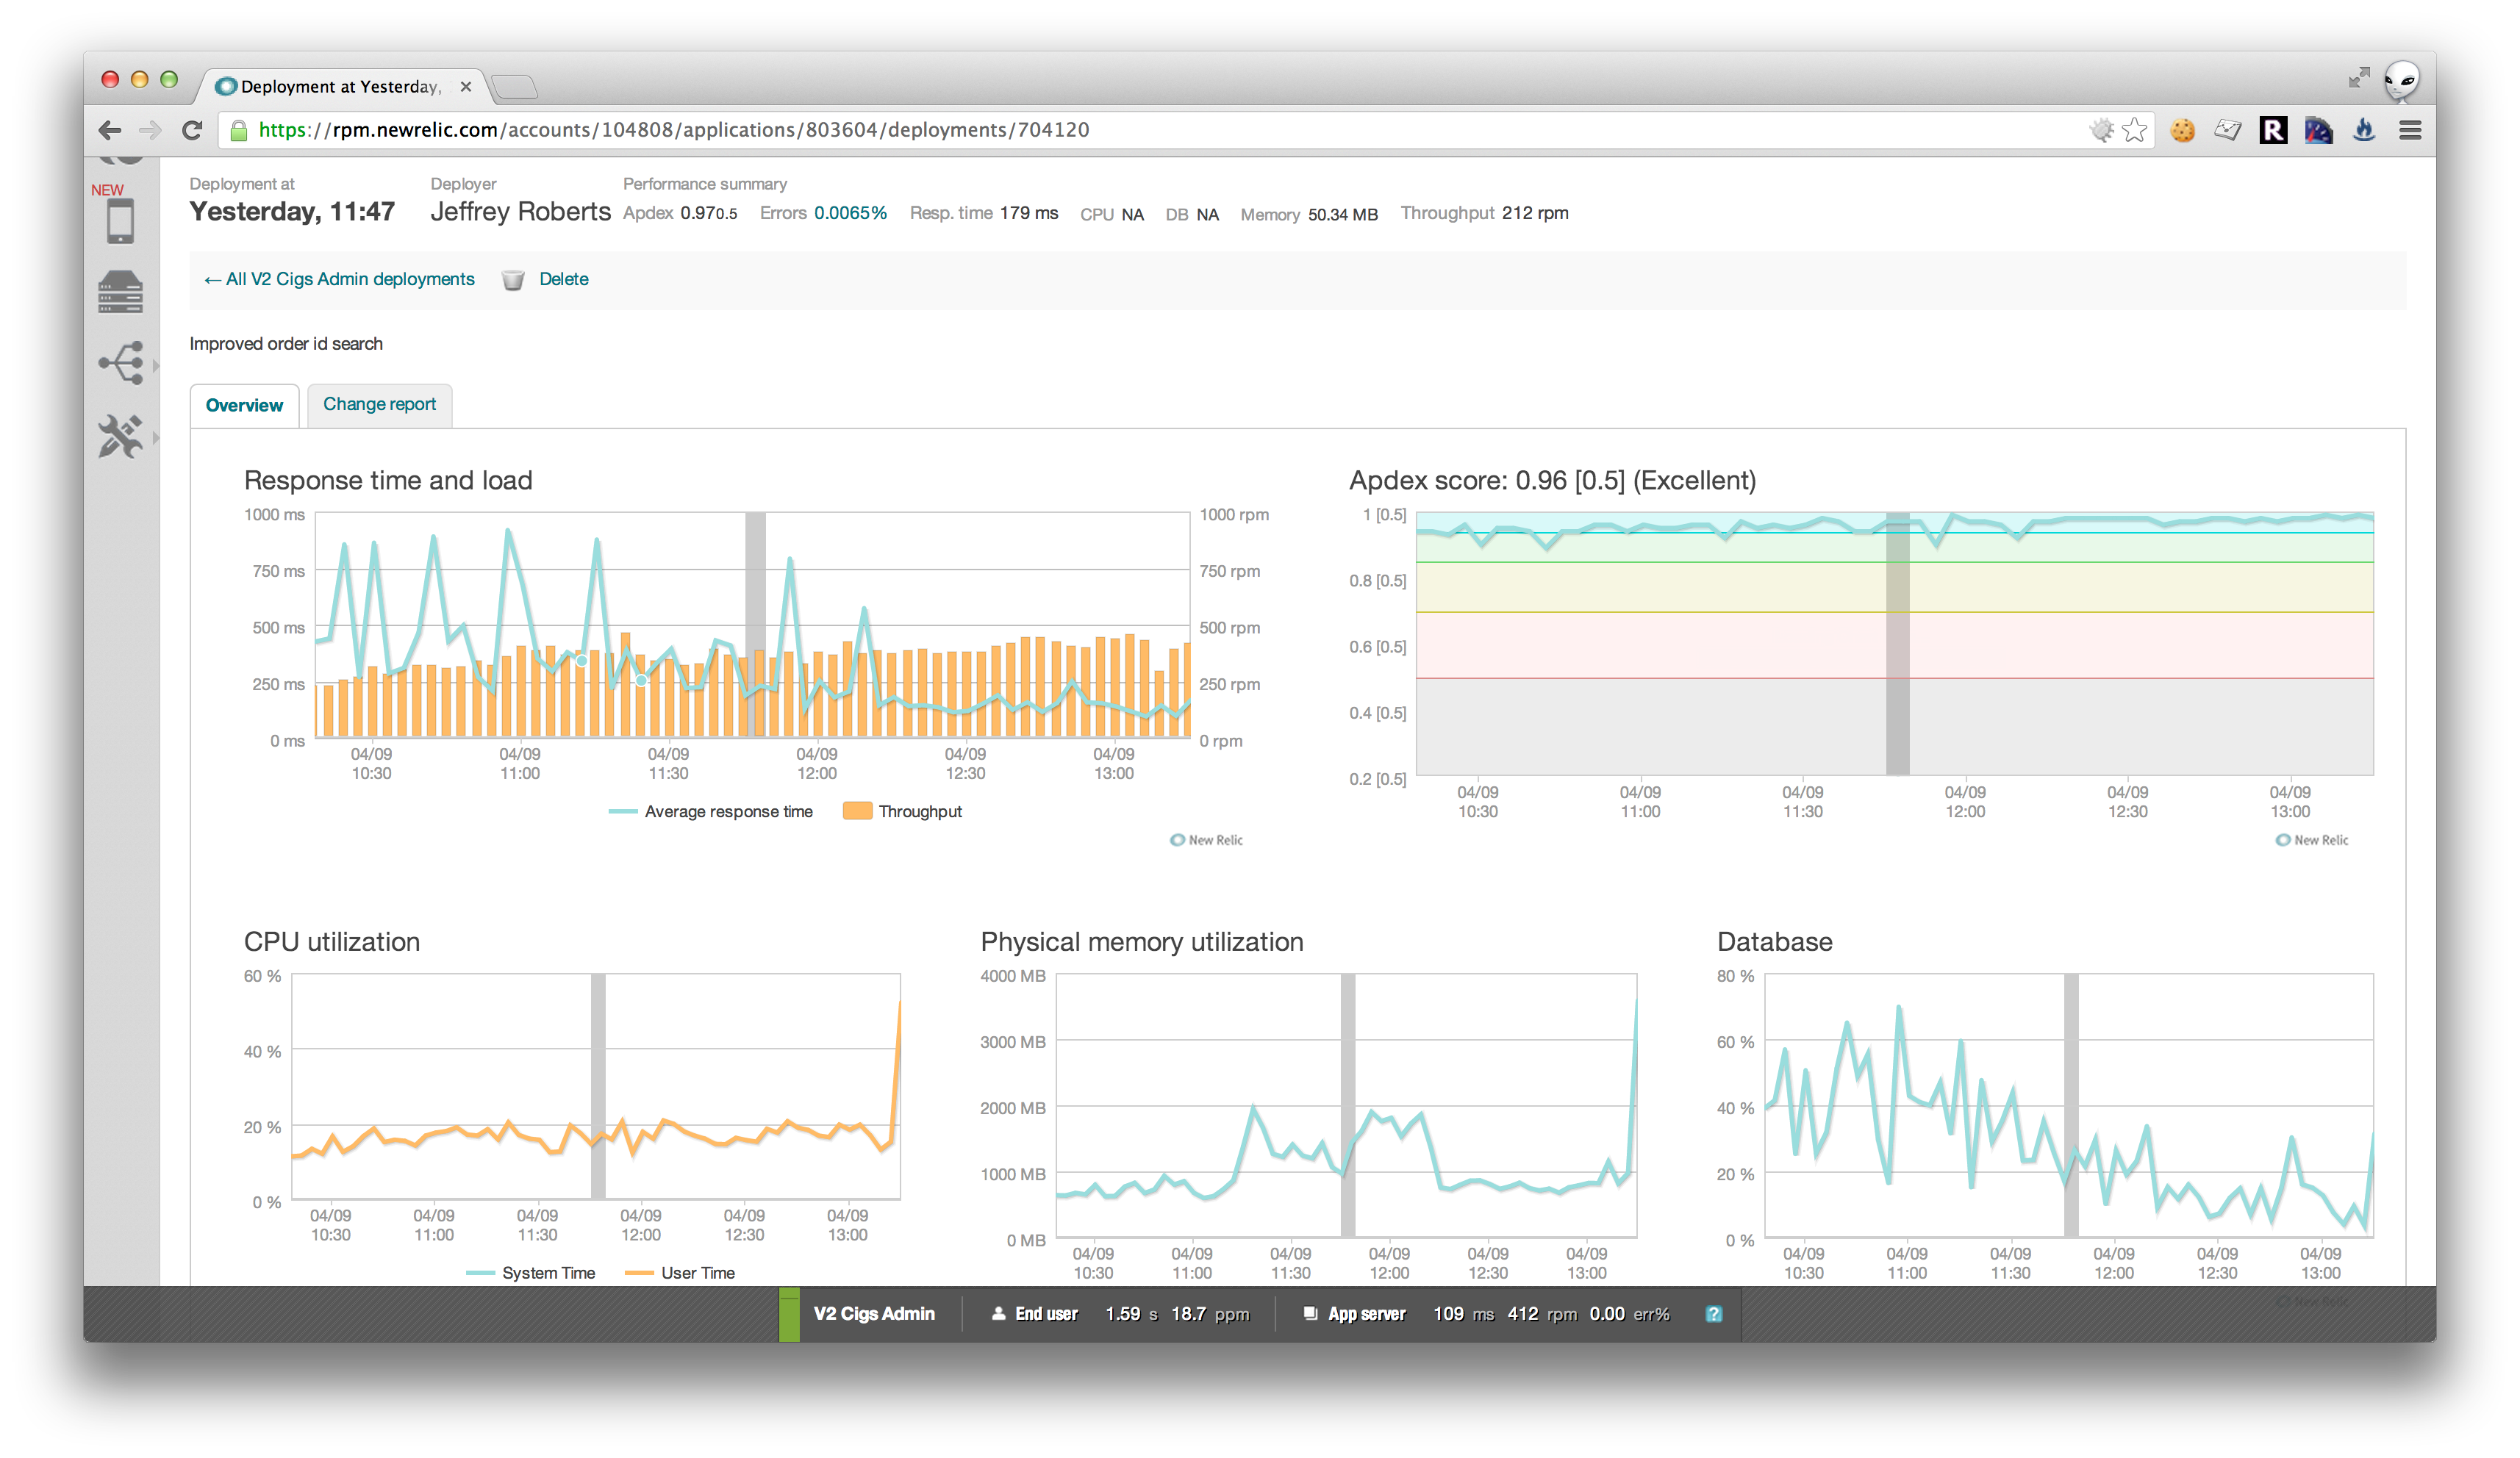 Deployment at Yesterday,
https://rpm.newrelic.com/accounts/104808/applications/803604/deployments/704120
R
NEW
Deployment at
Yesterday, 11:47
Deployer
Jeffrey Roberts
Performance summary
Apdex 0.970.5 Errors 0.0065% Resp. time 179 ms CPU NA DB NA Memory 50.34 MB Throughput 212 rpm
← All V2 Cigs Admin deployments Delete
Improved order id search
Overview Change report
Response time and load
1000 ms
750 ms
500 ms
250 ms
0 ms
1000 rpm
750 rpm
500 rpm
250 rpm
0 rpm
04/09 04/09 04/09 04/09 04/09 04/09
10:30 11:00 11:30 12:00 12:30 13:00
Average response time Throughput
New Relic
Apdex score: 0.96 [0.5] (Excellent)
1 [0.5]
0.8 [0.5]
0.6 [0.5]
0.4 [0.5]
0.2 [0.5]
04/09 04/09 04/09 04/09 04/09 04/09
10:30 11:00 11:30 12:00 12:30 13:00
New Relic
CPU utilization
60 %
40 %
20 %
0 %
04/09 04/09 04/09 04/09 04/09 04/09
10:30 11:00 11:30 12:00 12:30 13:00
System Time User Time
Physical memory utilization
4000 MB
3000 MB
2000 MB
1000 MB
0 MB
04/09 04/09 04/09 04/09 04/09 04/09
10:30 11:00 11:30 12:00 12:30 13:00
Database
80 %
60 %
40 %
20 %
0 %
04/09 04/09 04/09 04/09 04/09 04/09
10:30 11:00 11:30 12:00 12:30 13:00
V2 Cigs Admin End user 1.59 s 18.7 ppm App server 109 ms 412 rpm 0.00 err% ?